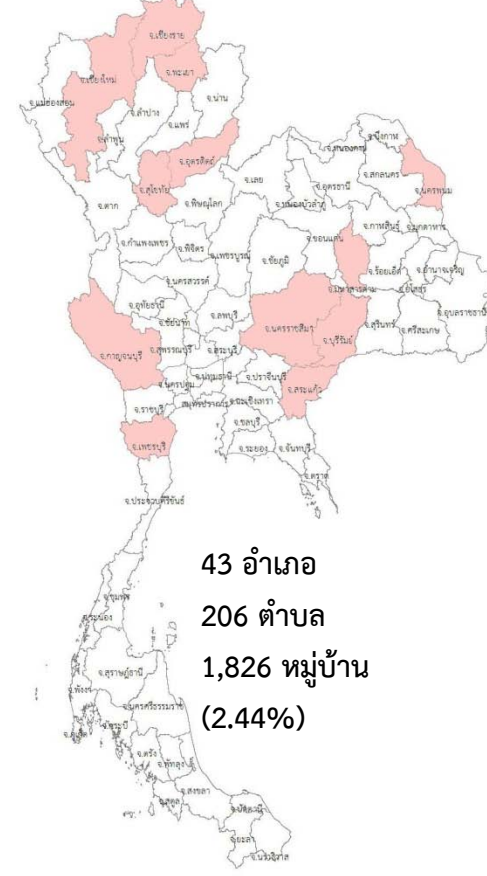 จ.เชียงราย
จ.เชียงใหม่
จ.พะเยา
จ.แม่ฮ่องสอน
จ.น่าน
จ.ลำปาง
จ.แพร่
จ.ลำพูน
จ.อุตรดิตถ์
จ.เลย
จ.สกลนคร
จ.นครพนม
จ.อุดรธานี
จ.สุโขทัย
จ.ตาก
จ.พิษณุโลก
จ.หนองบัวลำภู
จ.ขอนแก่น
จ.กาฬสินธุ์
จ.มุกดาหาร
จ.กำแพงเพชร
จ.พิจิตร
จ.เพชรบูรณ์
จ.ชัยภูมิ
จ.ร้อยเอ็ด
จ.อำนาจเจริญ
จ.นครสวรรค์
จ.มหาสารคาม
จ.อุทัยธานี
จ.ชัยนาท
จ.ลพบุรี
จ.นครราชสีมา
จ.บุรีรัมย์
จ.สุรินทร์
จ.ศรีสะเกษ
จ.อุบลราชธานี
จ.กาญจนบุรี
จ.สุพรรณบุรี
จ.สระบุรี
จ.นครปฐม
จ.ปทุมธานี
จ.ปราจีนบุรี
จ.สระแก้ว
จ.ราชบุรี
จ.ฉะเชิงเทรา
จ.ชลบุรี
จ.เพชรบุรี
จ.ระยอง
จ.จันทบุรี
จ.ตราด
จ.ประจวบคีรีขันธ์
43 อำเภอ
206 ตำบล
1,826 หมู่บ้าน
(2.44%)
จ.ชุมพร
จ.ระนอง
จ.สุราษฎร์ธานี
จ.พังงา
จ.นครศรีธรรมราช
จ.กระบี่
จ.ภูเก็ต
จ.ตรัง
จ.พัทลุง
จ.สงขลา
จ.สตูล
จ.ปัตตานี
จ.ยะลา
จ.นราธิวาส